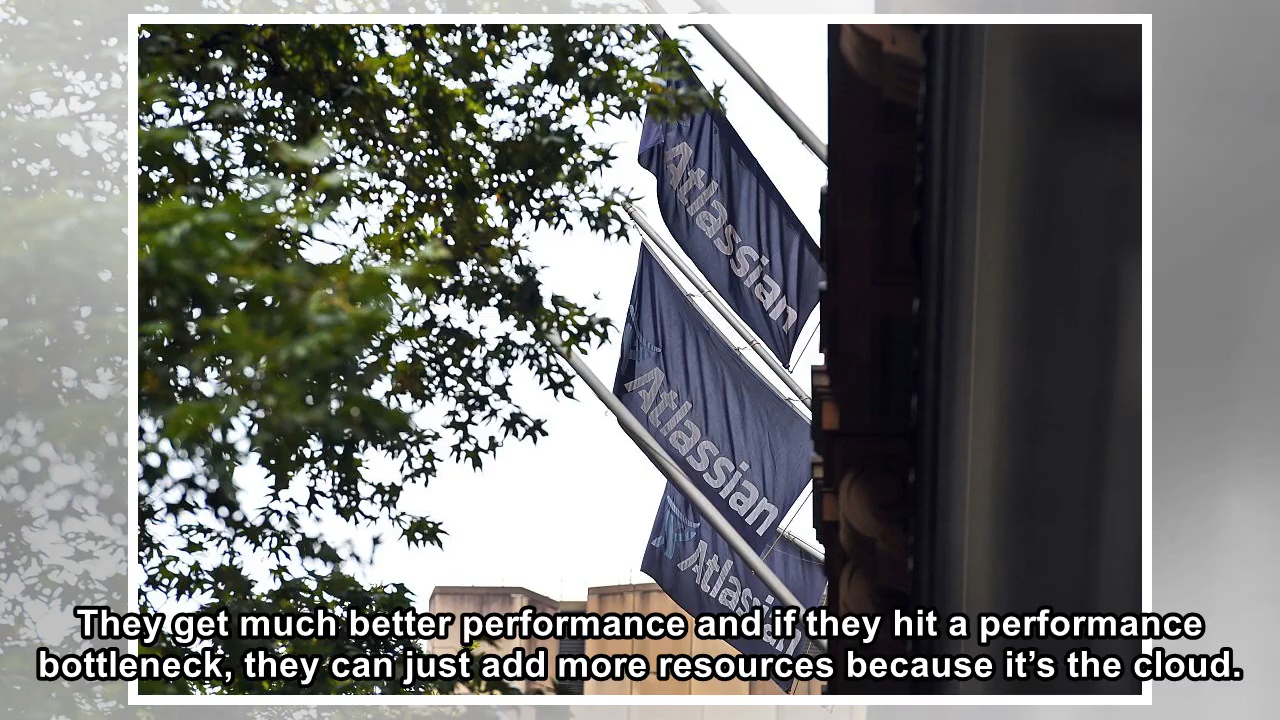 Atlassian
Atlassian
Atlassian
They get much better performance and if they hit a performance
bottleneck, they can just add more resources because it’s the cloud.